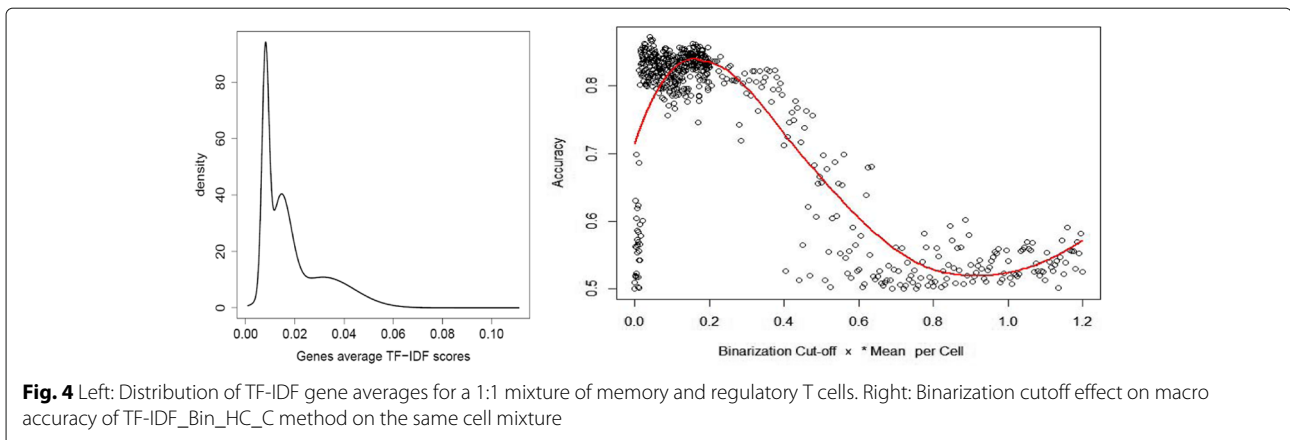 density
0 20 40 60 80
0.00 0.02 0.04 0.06 0.08 0.10
Genes average TF−IDF scores
Accuracy
0.5 0.6 0.7 0.8
0.0 0.2 0.4 0.6 0.8 1.0 1.2
Binarization Cut-off x *Mean per Cell
Fig. 4 Left: Distribution of TF-IDF gene averages for a 1:1 mixture of memory and regulatory T cells. Right: Binarization cutoff effect on macro
accuracy of TF-IDF_Bin_HC_C method on the same cell mixture